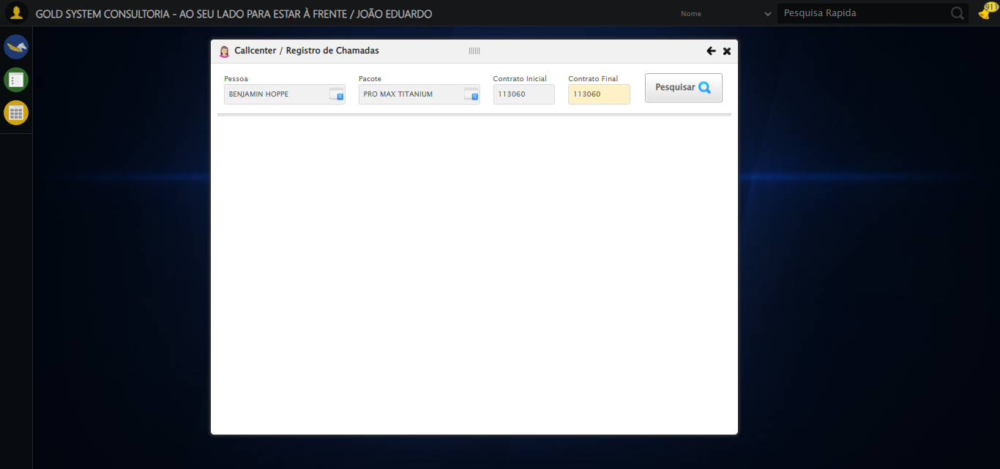 GOLD SYSTEM CONSULTORIA - AO SEU LADO PARA ESTAR À FRENTE / JOÃO EDUARDO
Nome
Pesquisa Rapida
911
Callcenter / Registro de Chamadas
Pessoa
Pacote
Contrato Inicial
Contrato Final
BENJAMIN HOPPE
PRO MAX TITANIUM
113060
113060
Pesquisar